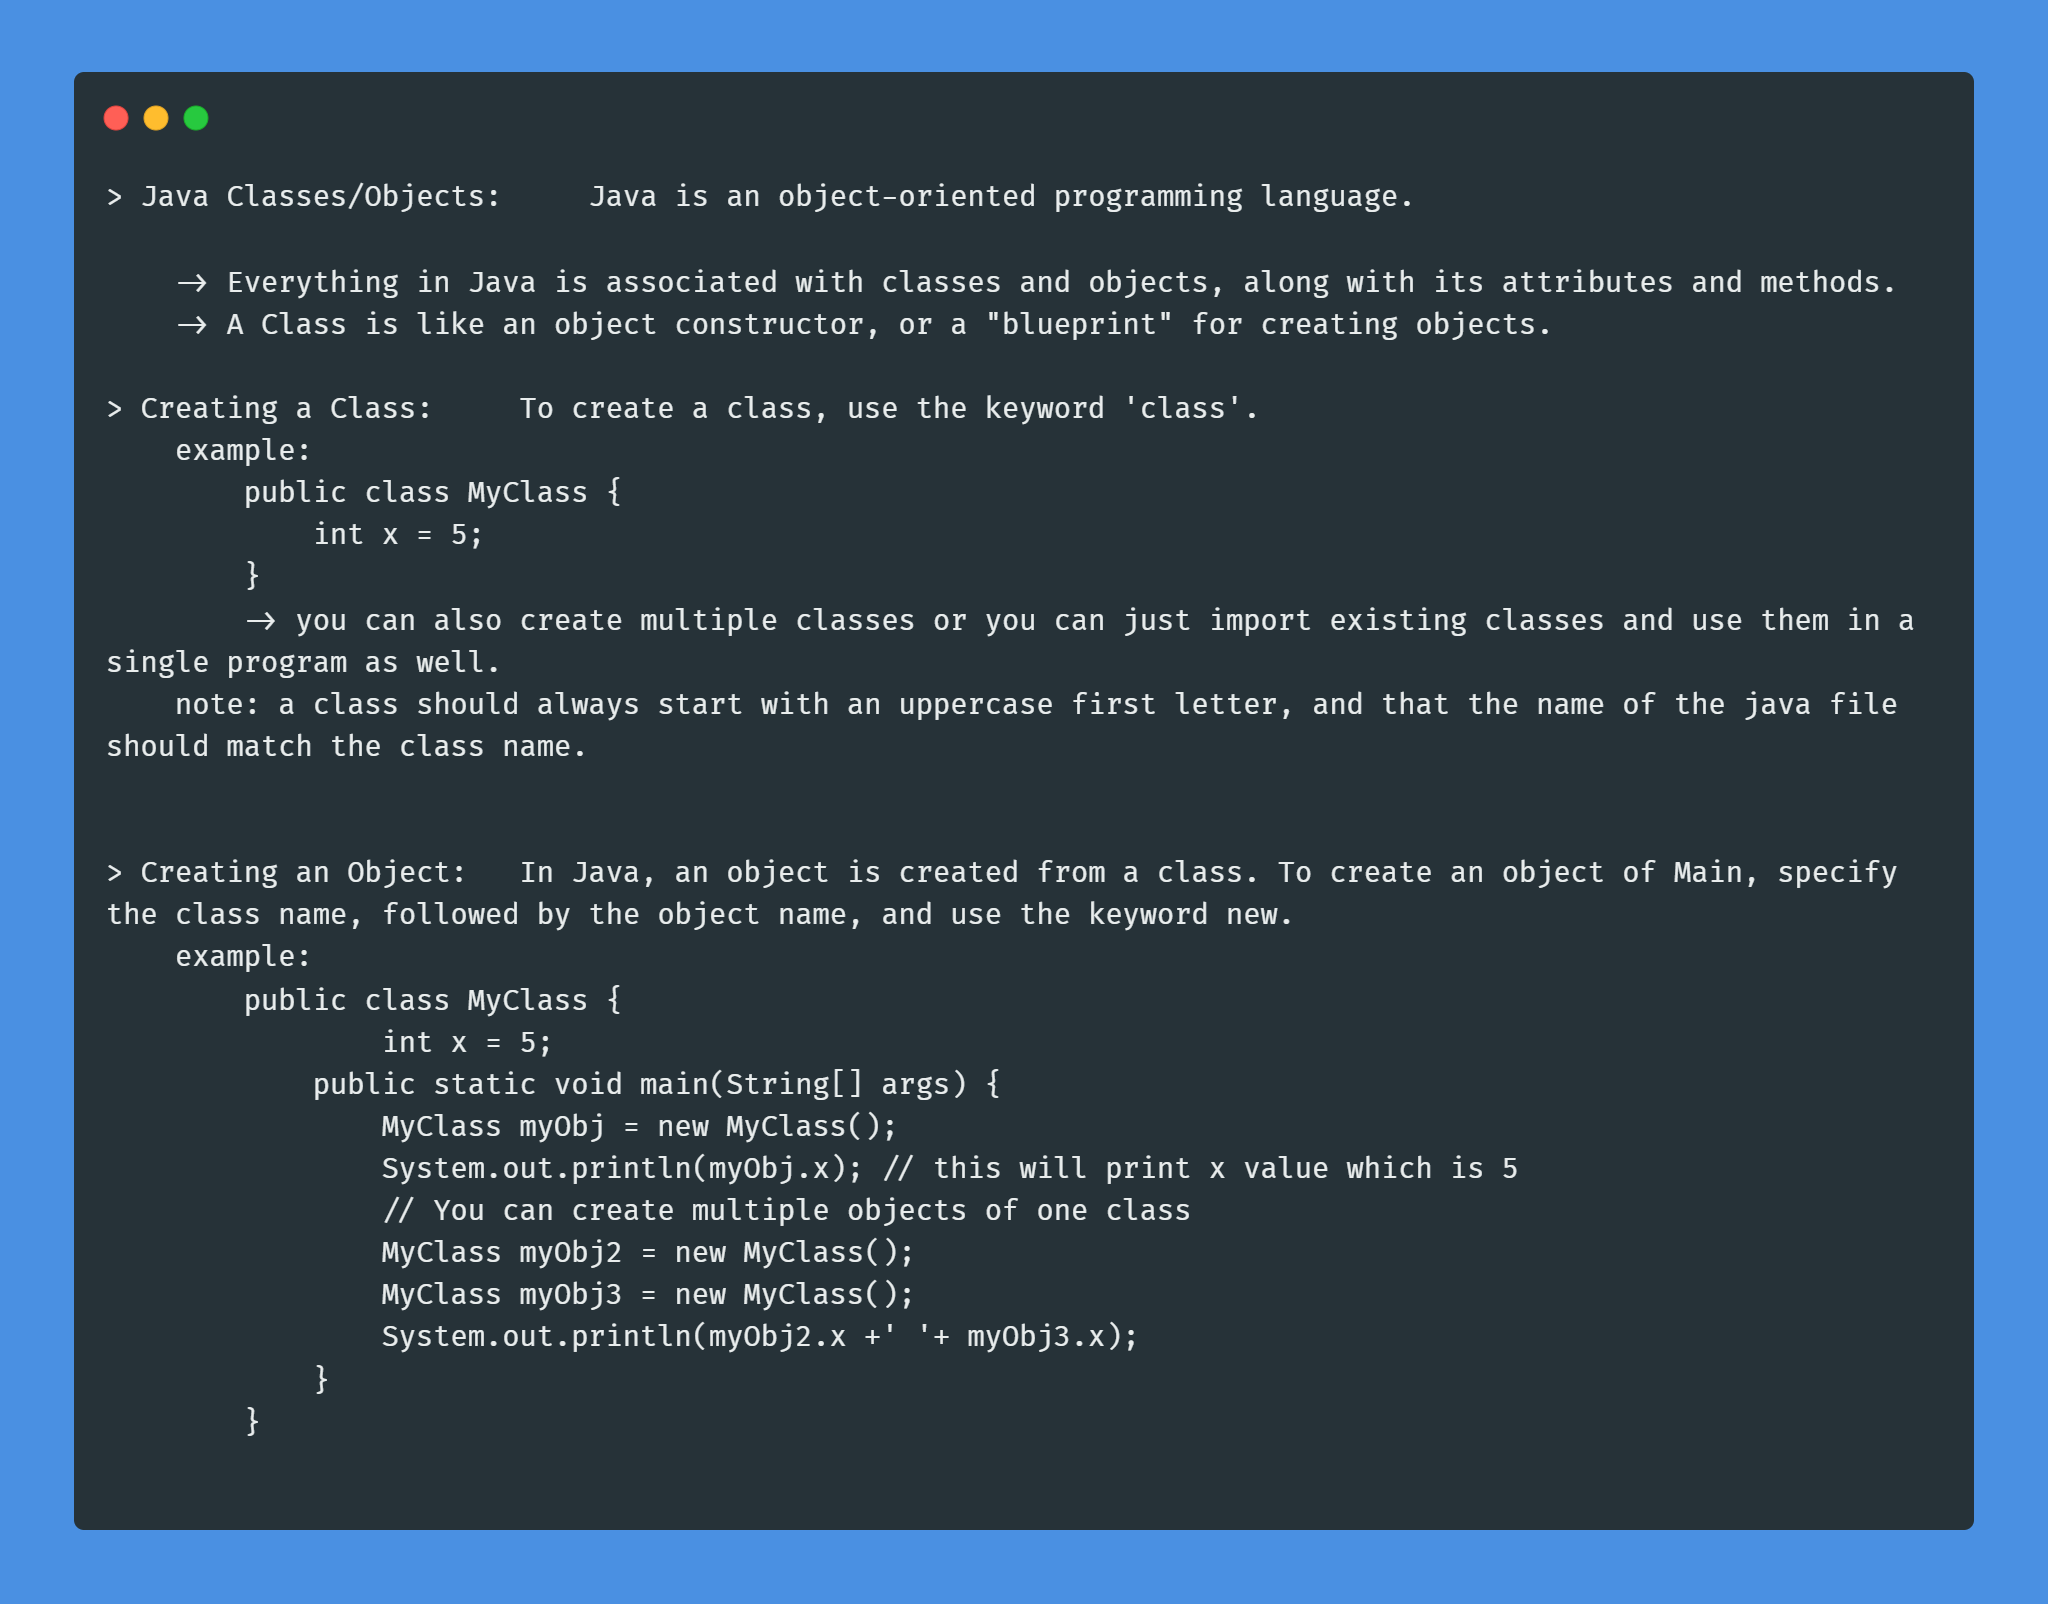 > Java Classes/Objects:     Java is an object-oriented programming language.

    -> Everything in Java is associated with classes and objects, along with its attributes and methods.
    -> A Class is like an object constructor, or a "blueprint" for creating objects.

> Creating a Class:     To create a class, use the keyword 'class'.
    example:
        public class MyClass {
            int x = 5;
        }
        -> you can also create multiple classes or you can just import existing classes and use them in a
single program as well.
    note: a class should always start with an uppercase first letter, and that the name of the java file
should match the class name.


> Creating an Object:   In Java, an object is created from a class. To create an object of Main, specify
the class name, followed by the object name, and use the keyword new.
    example:
        public class MyClass {
                int x = 5;
            public static void main(String[] args) {
                MyClass myObj = new MyClass();
                System.out.println(myObj.x); // this will print x value which is 5
                // You can create multiple objects of one class
                MyClass myObj2 = new MyClass();
                MyClass myObj3 = new MyClass();
                System.out.println(myObj2.x +' '+ myObj3.x);
            }
        }